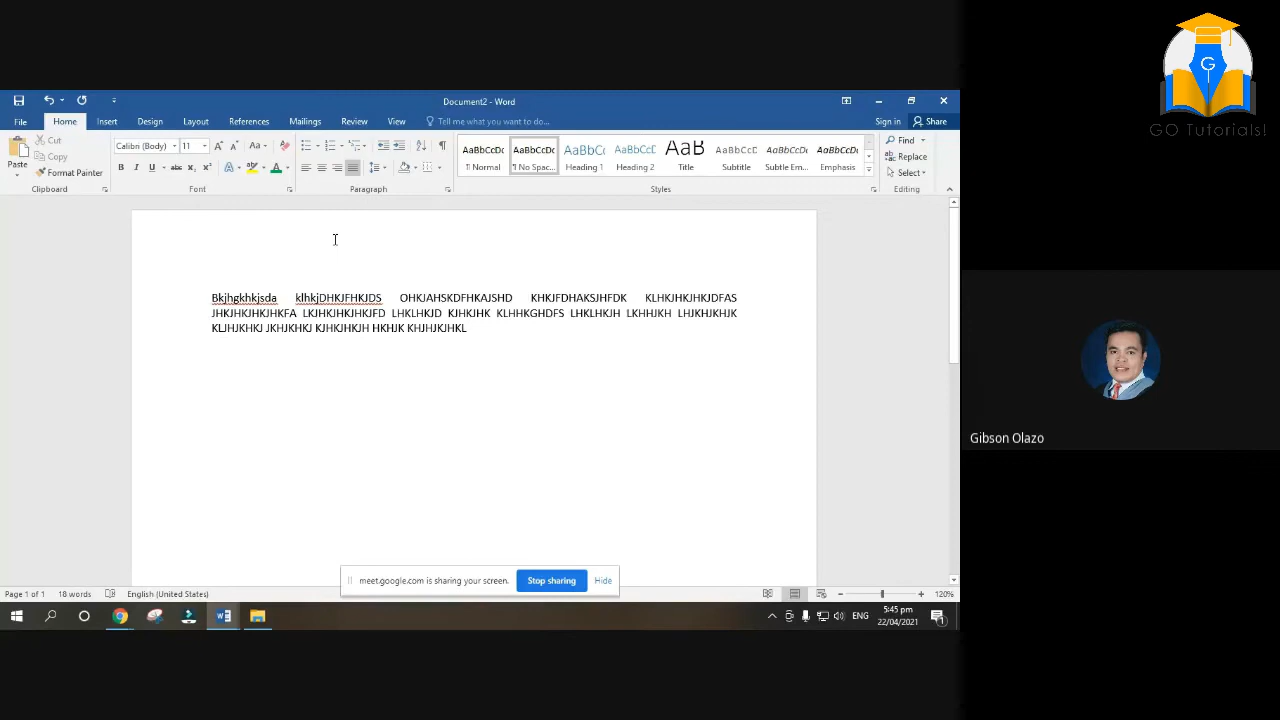 G
GO Tutorials!
Document2 - Word
File Home Insert Design Layout References Mailings Review View Tell me what you want to do... Sign in Share
Paste
Cut
Copy
Format Painter
Clipboard
Calibri (Body) 11
Font
Paragraph
AaBbCcDc AaBbCcDc AaBbCc AaBbCcD AaB AaBbCcD AaBbCcDc AaBbCcDc
¶ Normal ¶ No Spac... Heading 1 Heading 2 Title Subtitle Subtle Em... Emphasis
Styles
Find
Replace
Select
Editing
Bkjhgkhkjsda klhkjDHKJFHKJDS OHKJAHSKDFHKAJSHD KHKJFDHAKSJHFDK KLHKJHKJHKJDFAS
JHKJHKJHKJHKFA LKJHKJHKJHKJFD LHKLHKJD KJHKJHK KLHHKGHDFS LHKLHKJH LKHHJKH LHJKHJKHJK
KLJHJKHKJ JKHJKHKJ KJHKJHKJH HKHJK KHJHJKJHKL
Gibson Olazo
meet.google.com is sharing your screen. Stop sharing Hide
Page 1 of 1 18 words English (United States) 120%
ENG
5:45 pm
22/04/2021
1